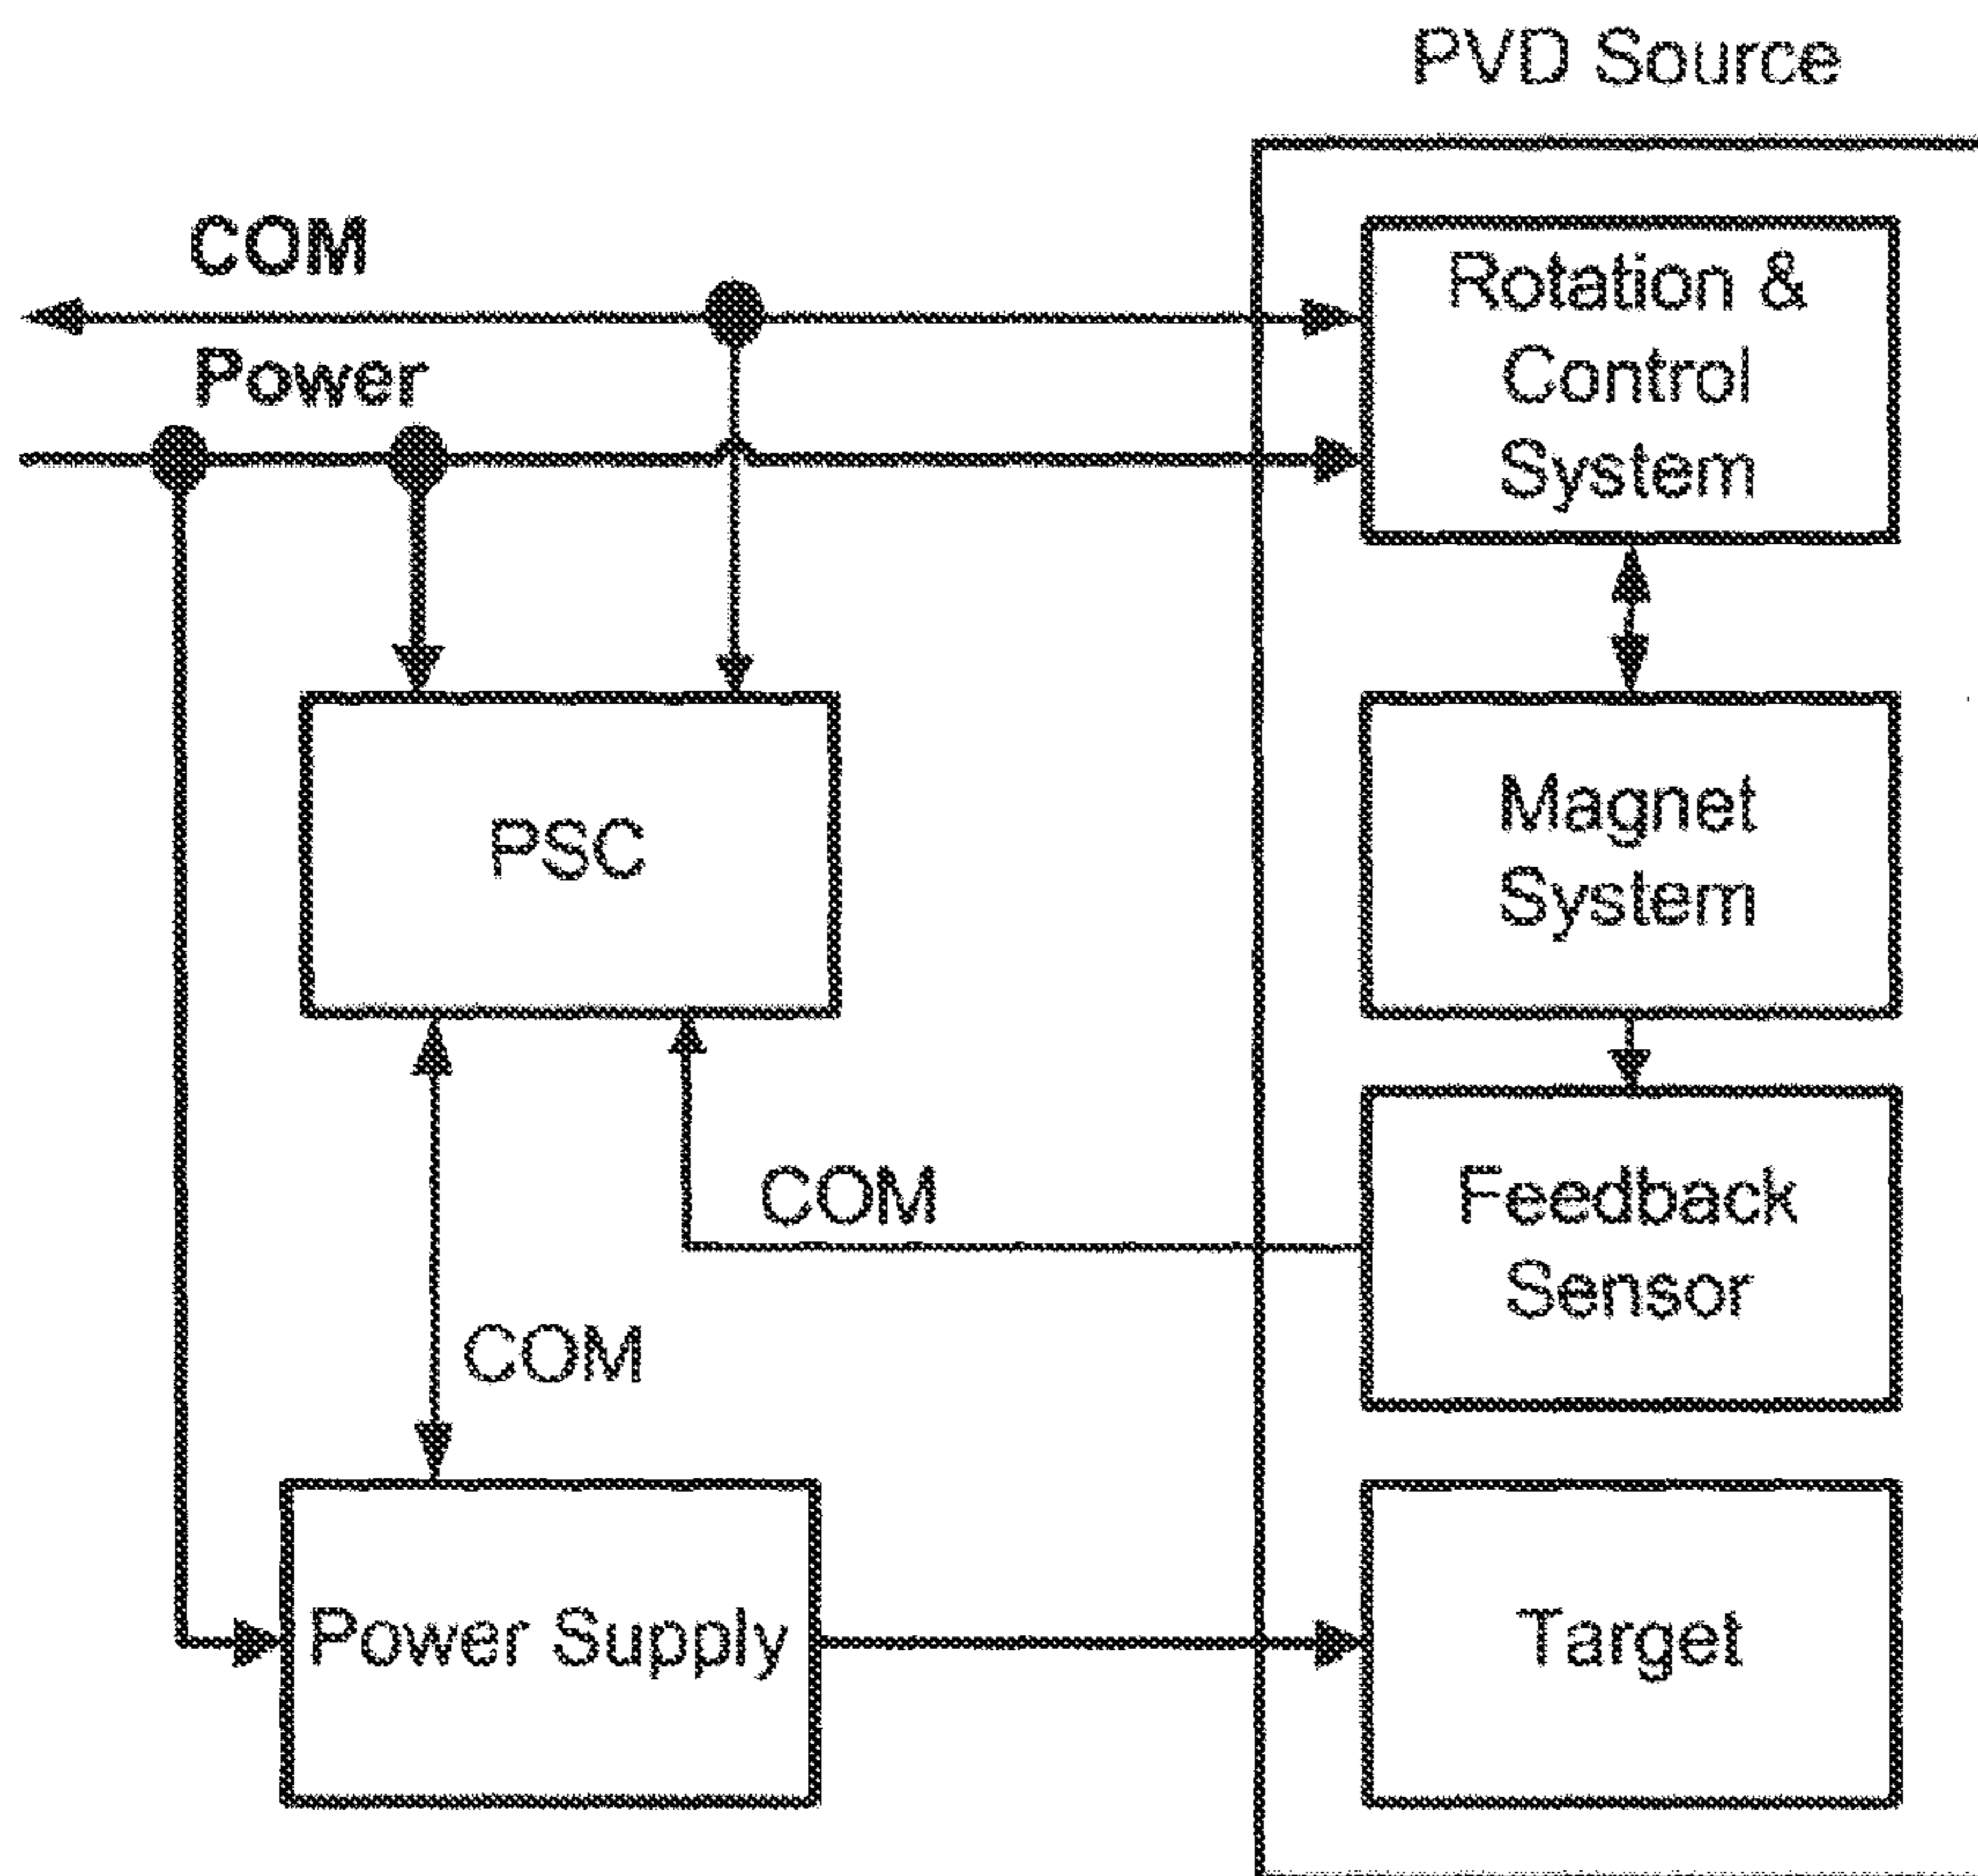 PVD Source
COM
Power
Rotation &
Control
System
PSC
Magnet
System
COM
Feedback
Sensor
COM
Power Supply
Target